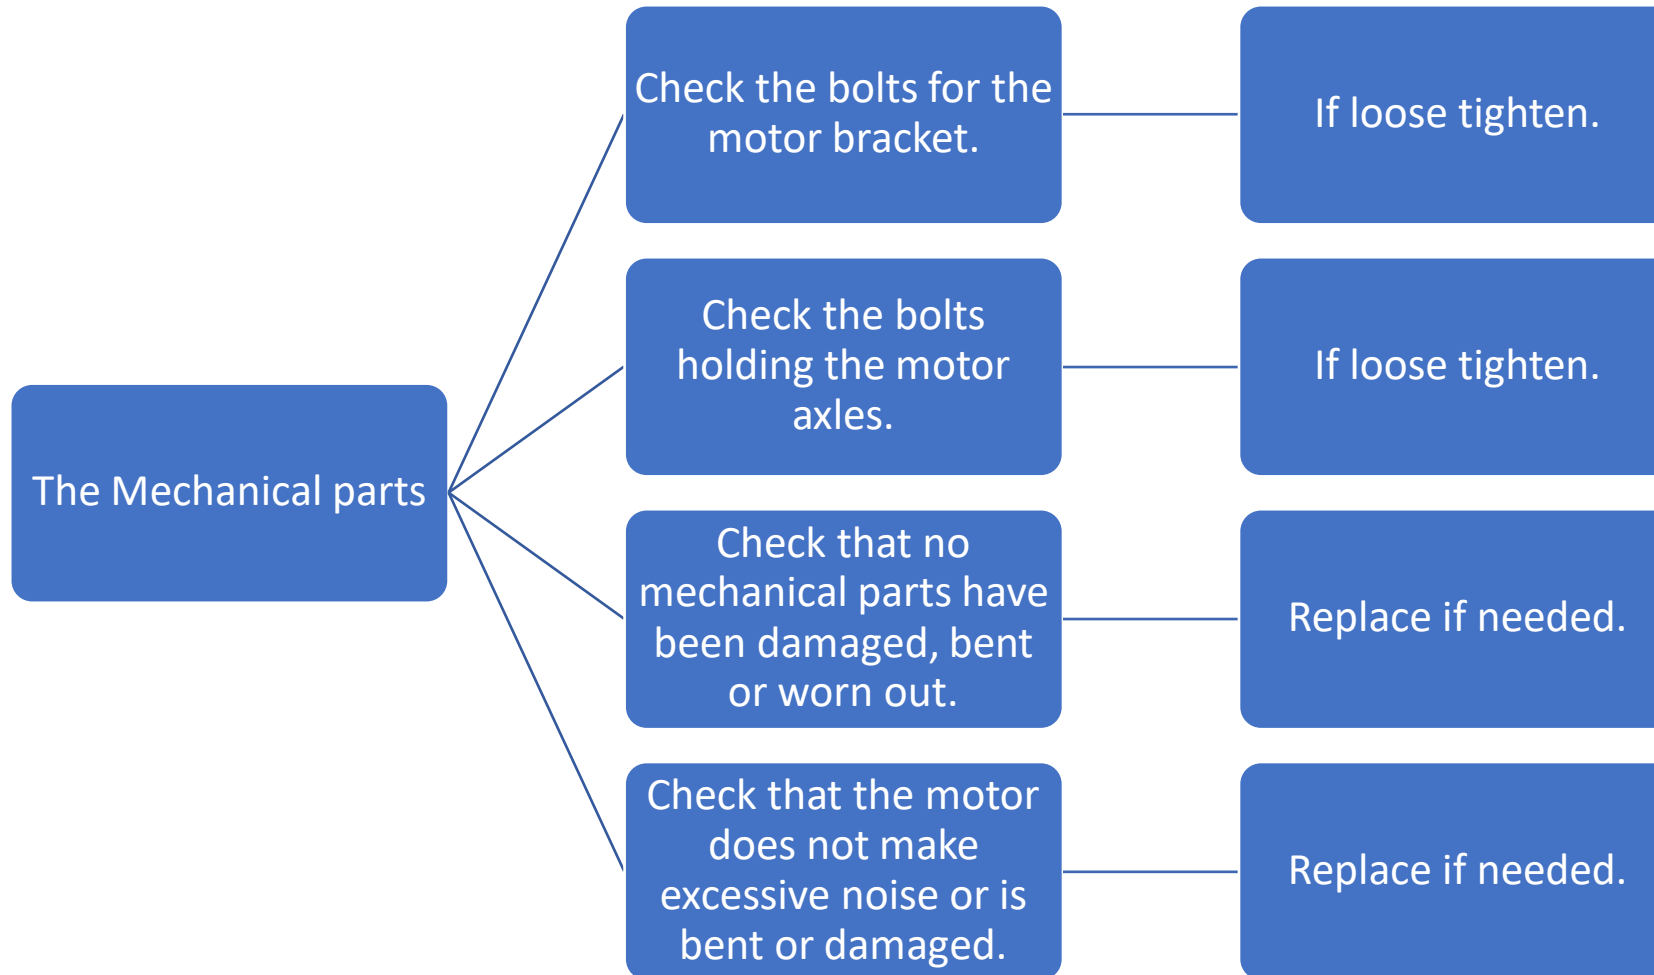 The Mechanical parts
Check the bolts for the
motor bracket.
If loose tighten.
Check the bolts
holding the motor
axles.
If loose tighten.
Check that no
mechanical parts have
been damaged, bent
or worn out.
Replace if needed.
Check that the motor
does not make
excessive noise or is
bent or damaged.
Replace if needed.